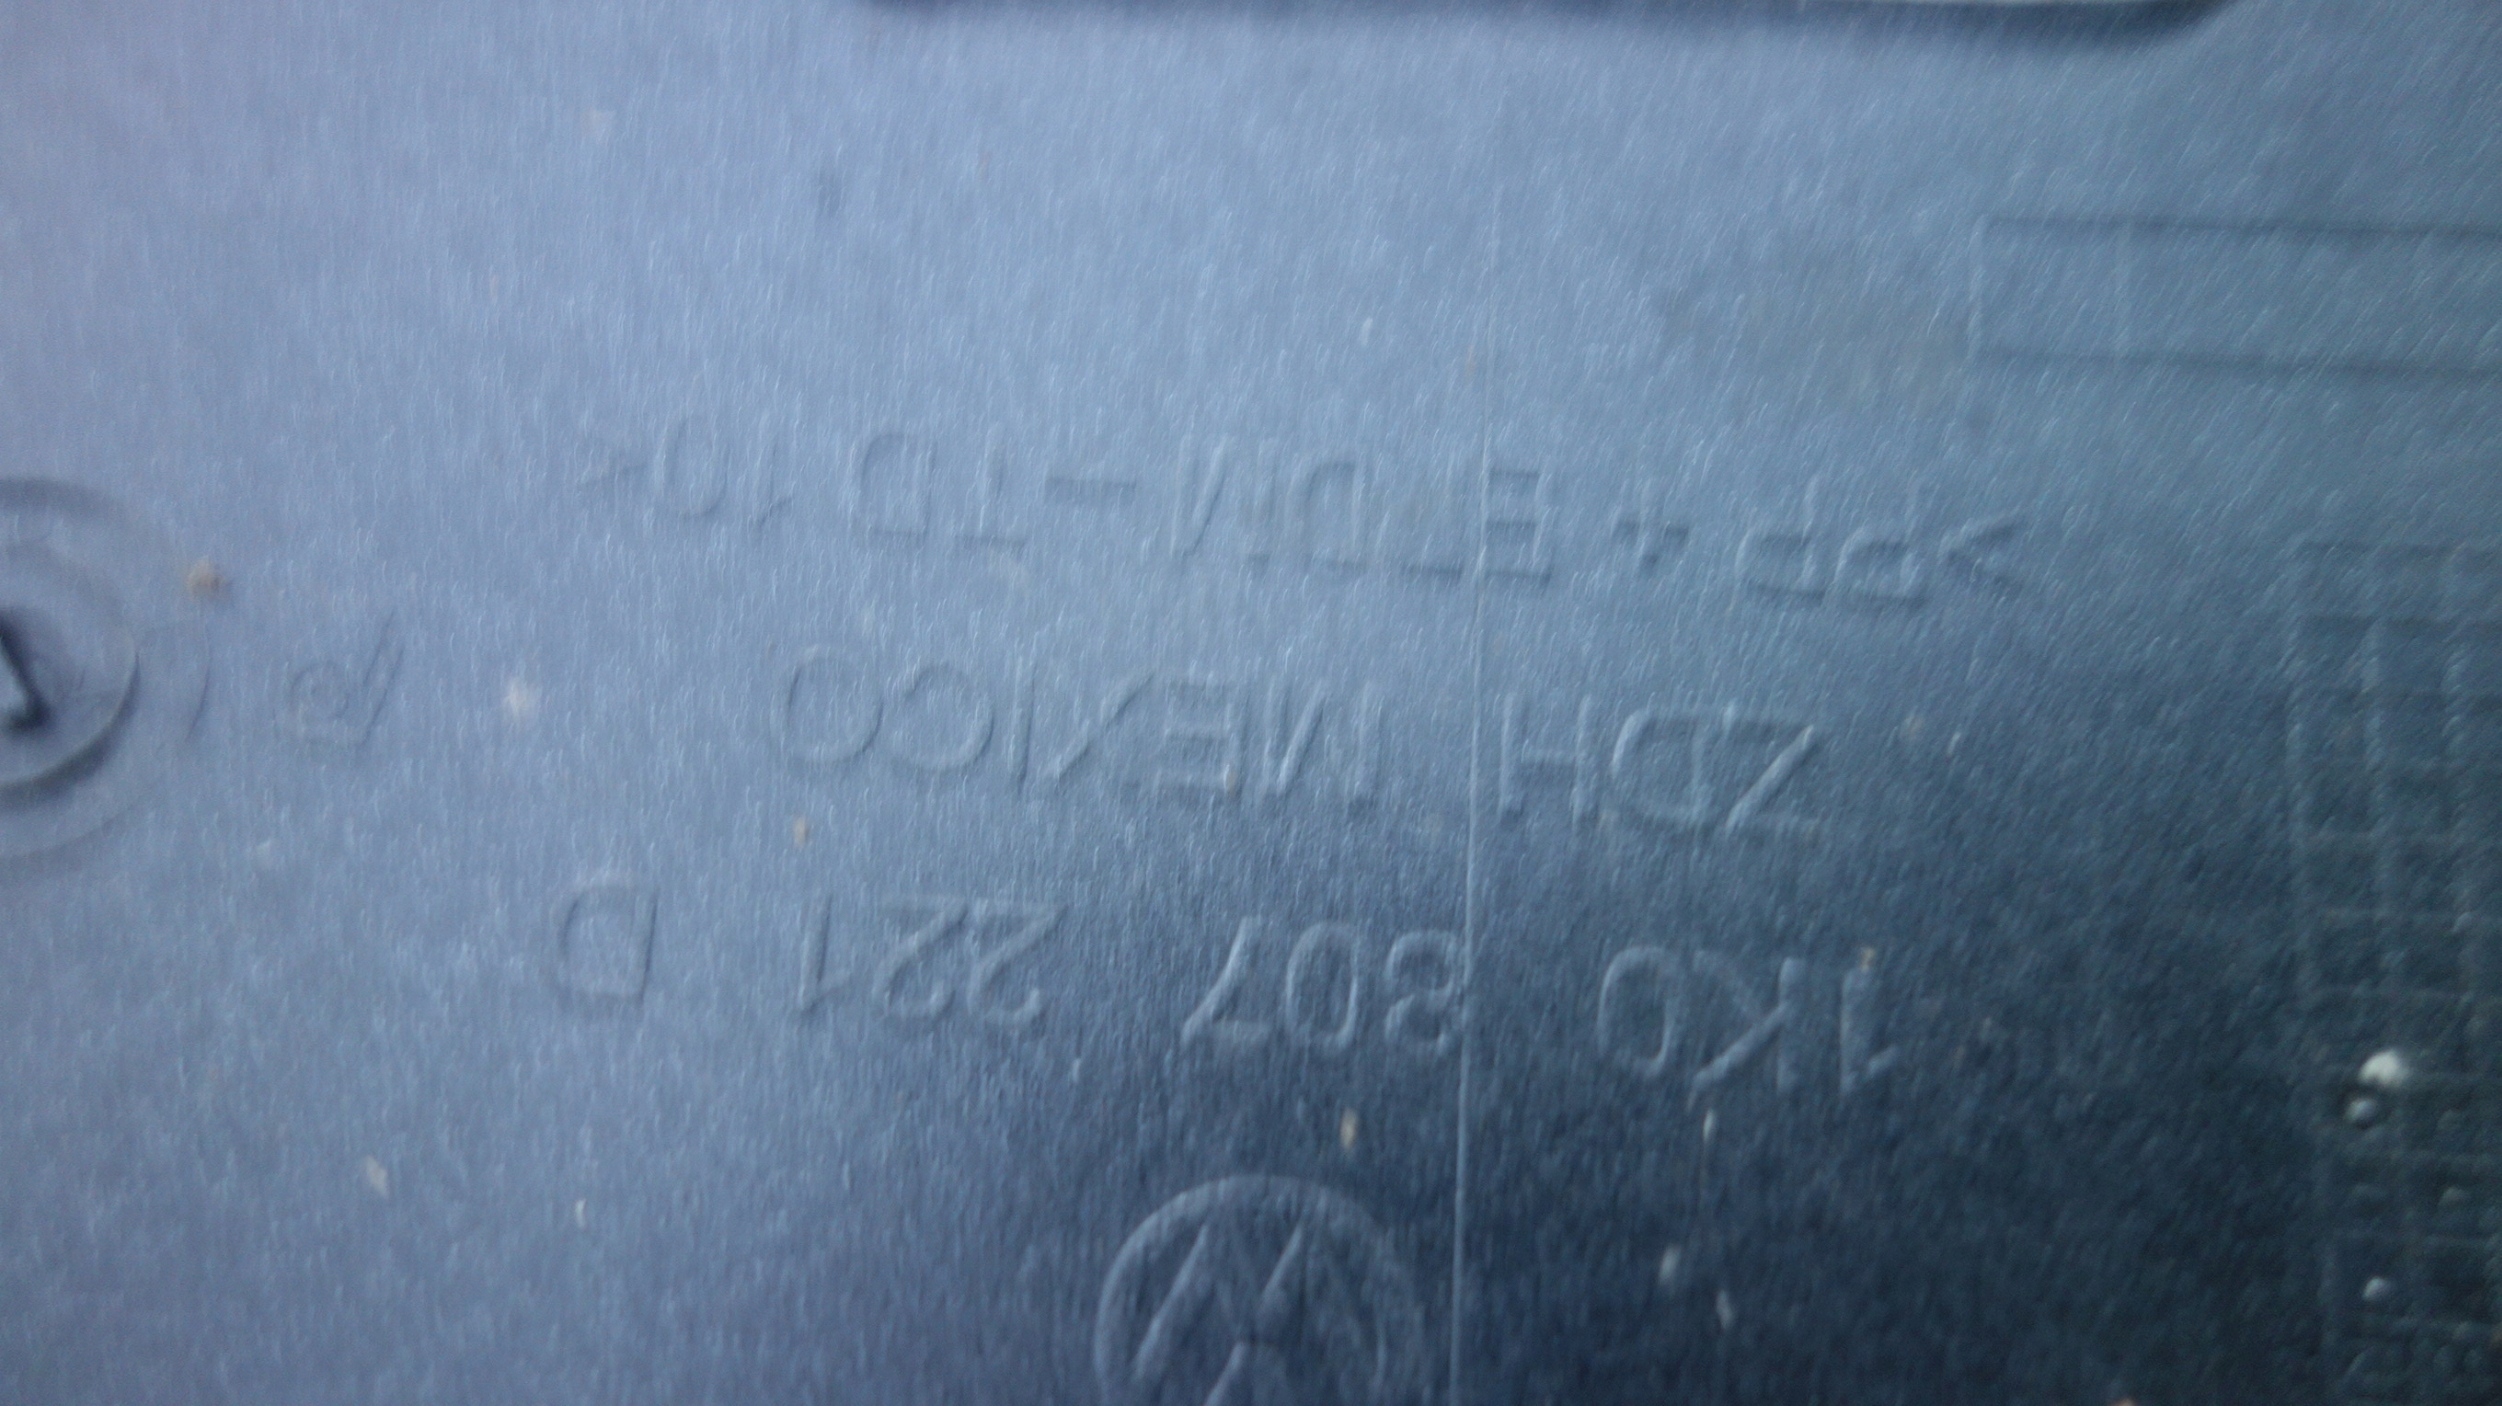 1K0 807 221 D
ZDH MEXICO
>PP+EPDM-TD10<